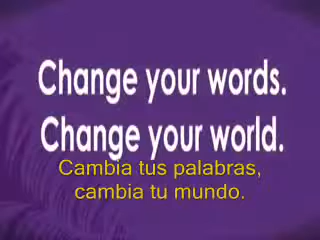 Change your words.
Change your world.
Cambia tus palabras,
cambia tu mundo.